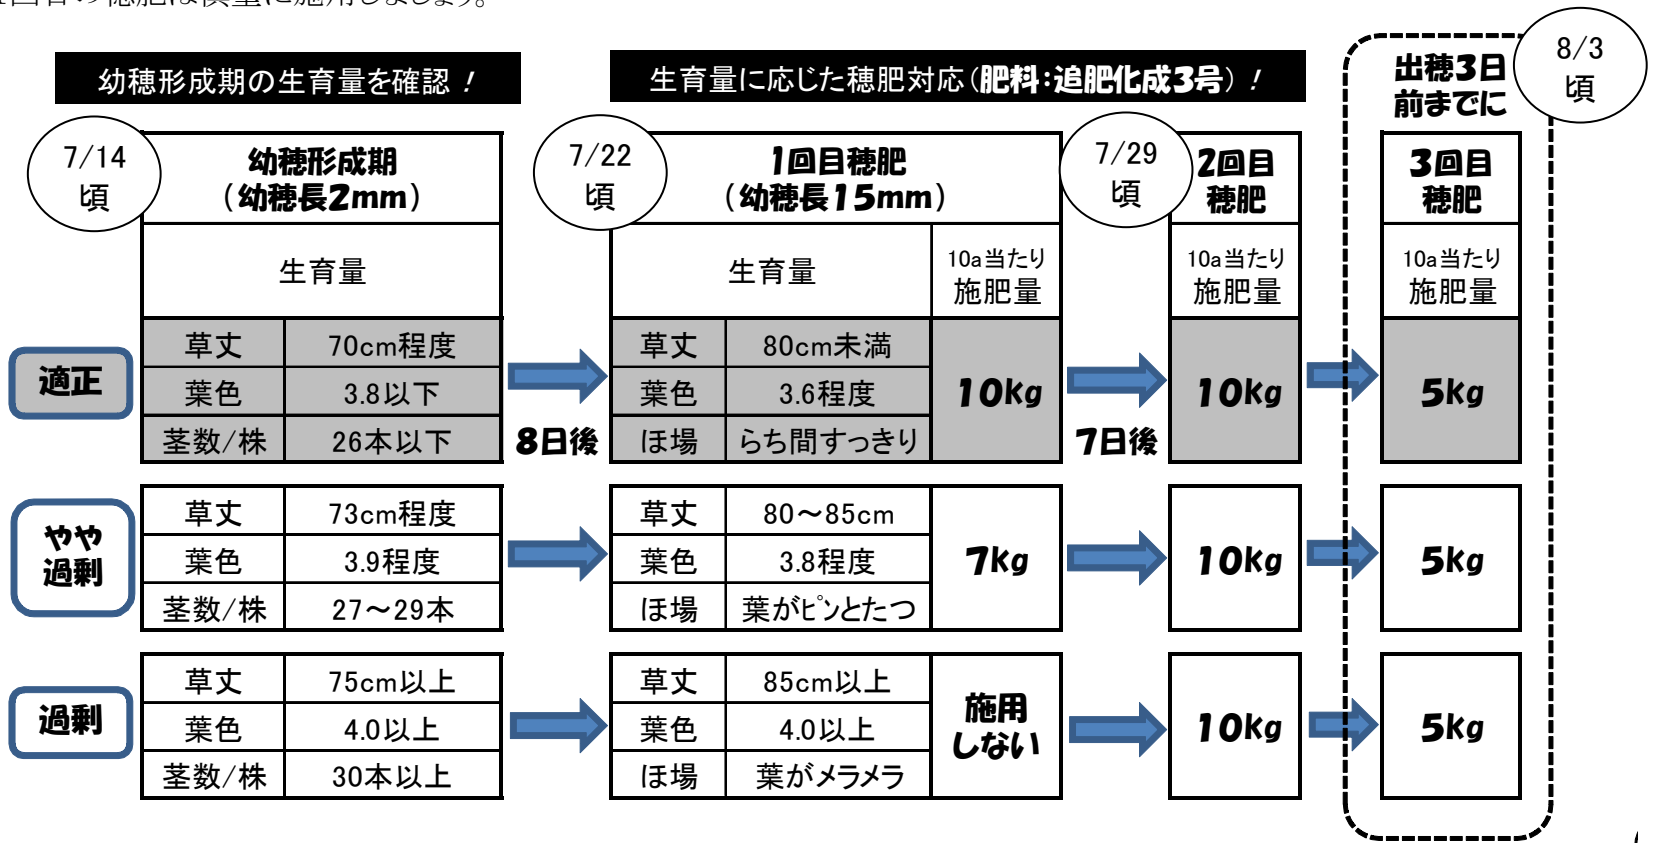 幼穂形成期の生育量を確認！
生育量に応じた穂肥対応（肥料：追肥化成3号）！
出穂3日
前までに
8/3
頃
7/14
頃
幼穂形成期
（幼穂長2mm）
7/22
頃
1回目穂肥
（幼穂長15mm）
7/29
頃
2回目
穂肥
3回目
穂肥
生育量
生育量
10a当たり
施肥量
10a当たり
施肥量
10a当たり
施肥量
適正
草丈 70cm程度
葉色 3.8以下
茎数/株 26本以下
8日後
草丈 80cm未満
葉色 3.6程度
ほ場 らち間すっきり
10kg
7日後
10kg
5kg
やや
過剰
草丈 73cm程度
葉色 3.9程度
茎数/株 27～29本
草丈 80～85cm
葉色 3.8程度
ほ場 葉がピンとたつ
7kg
10kg
5kg
過剰
草丈 75cm以上
葉色 4.0以上
茎数/株 30本以上
草丈 85cm以上
葉色 4.0以上
ほ場 葉がメラメラ
施用
しない
10kg
5kg